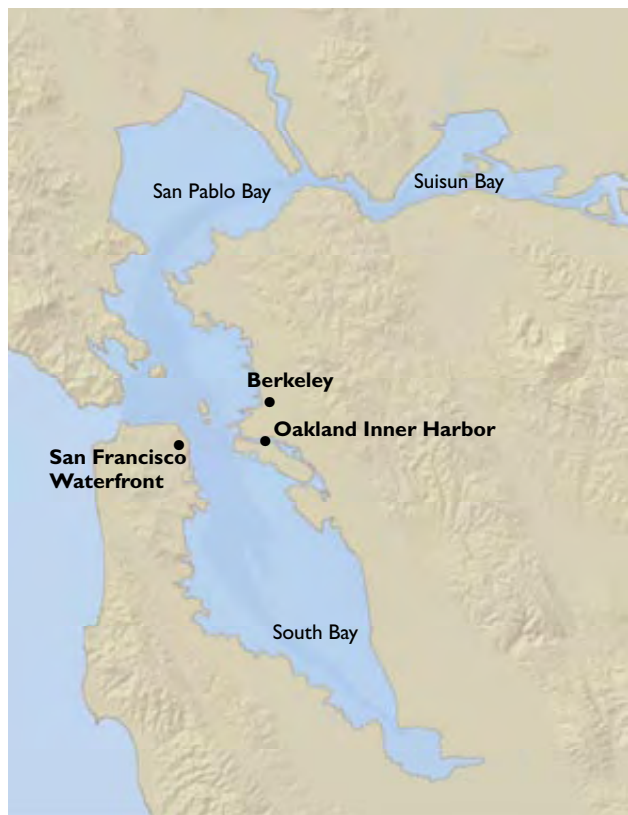 San Pablo Bay
Suisun Bay
Berkeley
Oakland Inner Harbor
San Francisco
Waterfront
South Bay